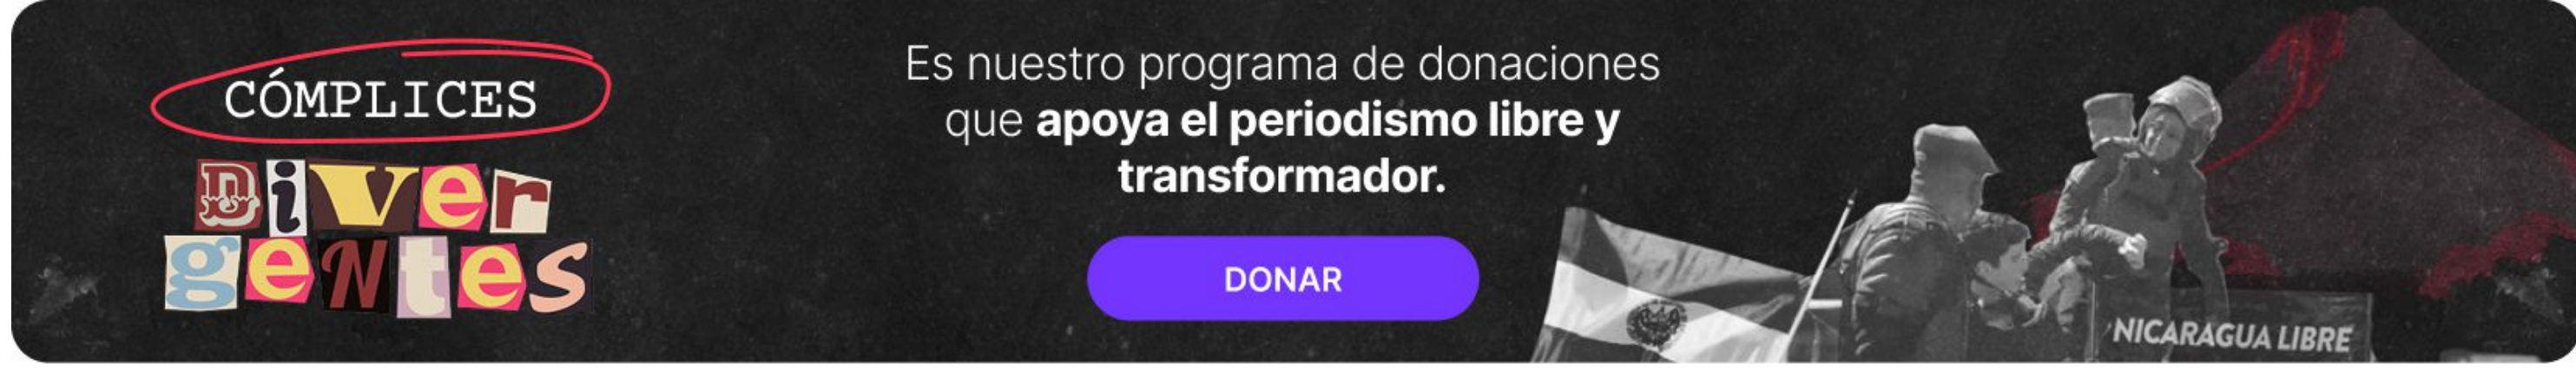 CÓMPLICES
Diver
geNtes
Es nuestro programa de donaciones
que apoya el periodismo libre y
transformador.
DONAR
NICARAGUA LIBRE